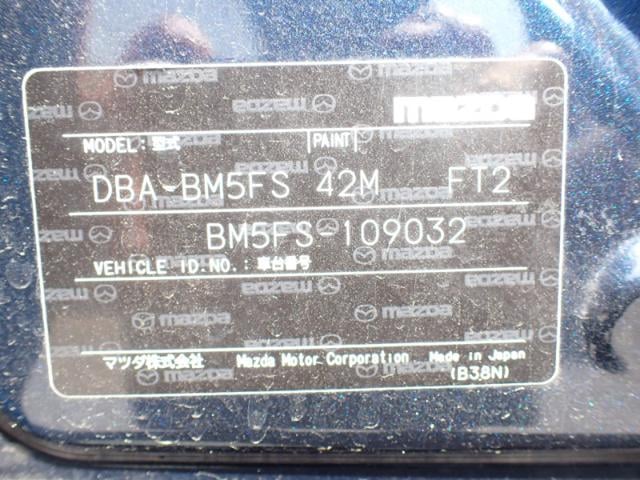 mazda
MODEL: 型式 PAINT
DBA-BM5FS 42M FT2
BM5FS-109032
VEHICLE ID.NO.: 車台番号
マツダ株式会社 Mazda Motor Corporation Made in Japan
(B38N)